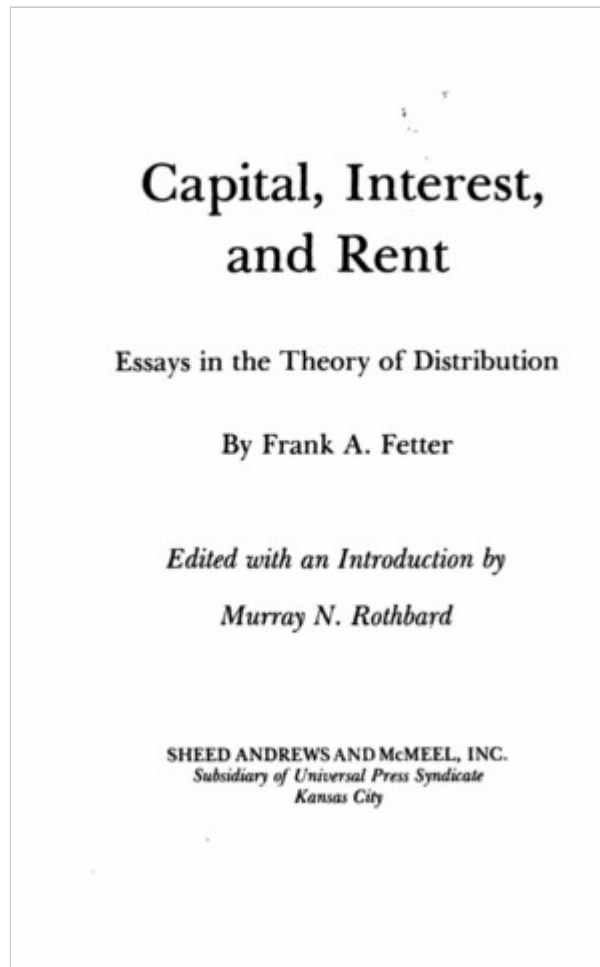 Capital, Interest,
and Rent
Essays in the Theory of Distribution
By Frank A. Fetter
Edited with an Introduction by
Murray N. Rothbard
SHEED ANDREWS AND McMEEL, INC.
Subsidiary of Universal Press Syndicate
Kansas City